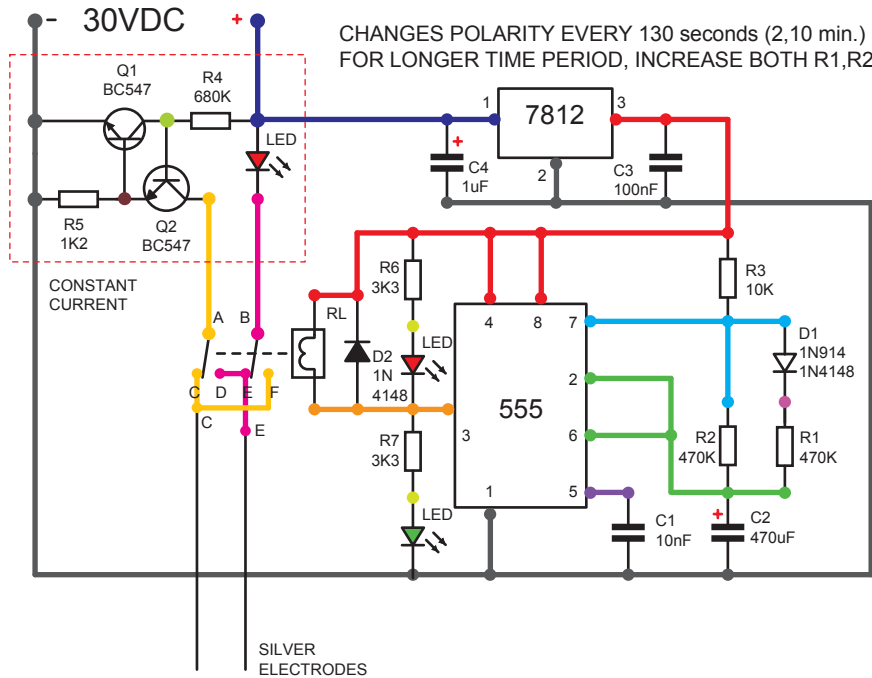 - 30VDC +
CHANGES POLARITY EVERY 130 seconds (2,10 min.)
FOR LONGER TIME PERIOD, INCREASE BOTH R1,R2
Q1
BC547
R4
680K
LED
R5
1K2
Q2
BC547
CONSTANT
CURRENT
1
7812
3
2
+
C4
1uF
C3
100nF
A
B
RL
C
D
E
F
C
E
D2
1N
4148
R6
3K3
LED
R7
3K3
LED
4
8
7
2
555
3
6
1
5
R3
10K
D1
1N914
1N4148
R2
470K
R1
470K
C1
10nF
+
C2
470uF
SILVER
ELECTRODES